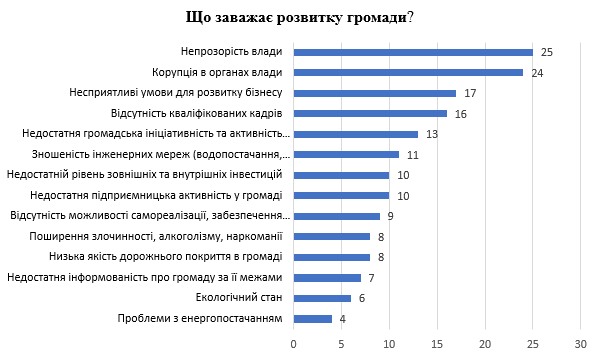 Що заважає розвитку громади?
Непрозорість влади 25
Корупція в органах влади 24
Несприятливі умови для розвитку бізнесу 17
Відсутність кваліфікованих кадрів 16
Недостатня громадська ініціативність та активність... 13
Зношеність інженерних мереж (водопостачання,... 11
Недостатній рівень зовнішніх та внутрішніх інвестицій 10
Недостатня підприємницька активність у громаді 10
Відсутність можливості самореалізації, забезпечення... 9
Поширення злочинності, алкоголізму, наркоманії 8
Низька якість дорожнього покриття в громаді 8
Недостатня інформованість про громаду за її межами 7
Екологічний стан 6
Проблеми з енергопостачанням 4
0 5 10 15 20 25 30